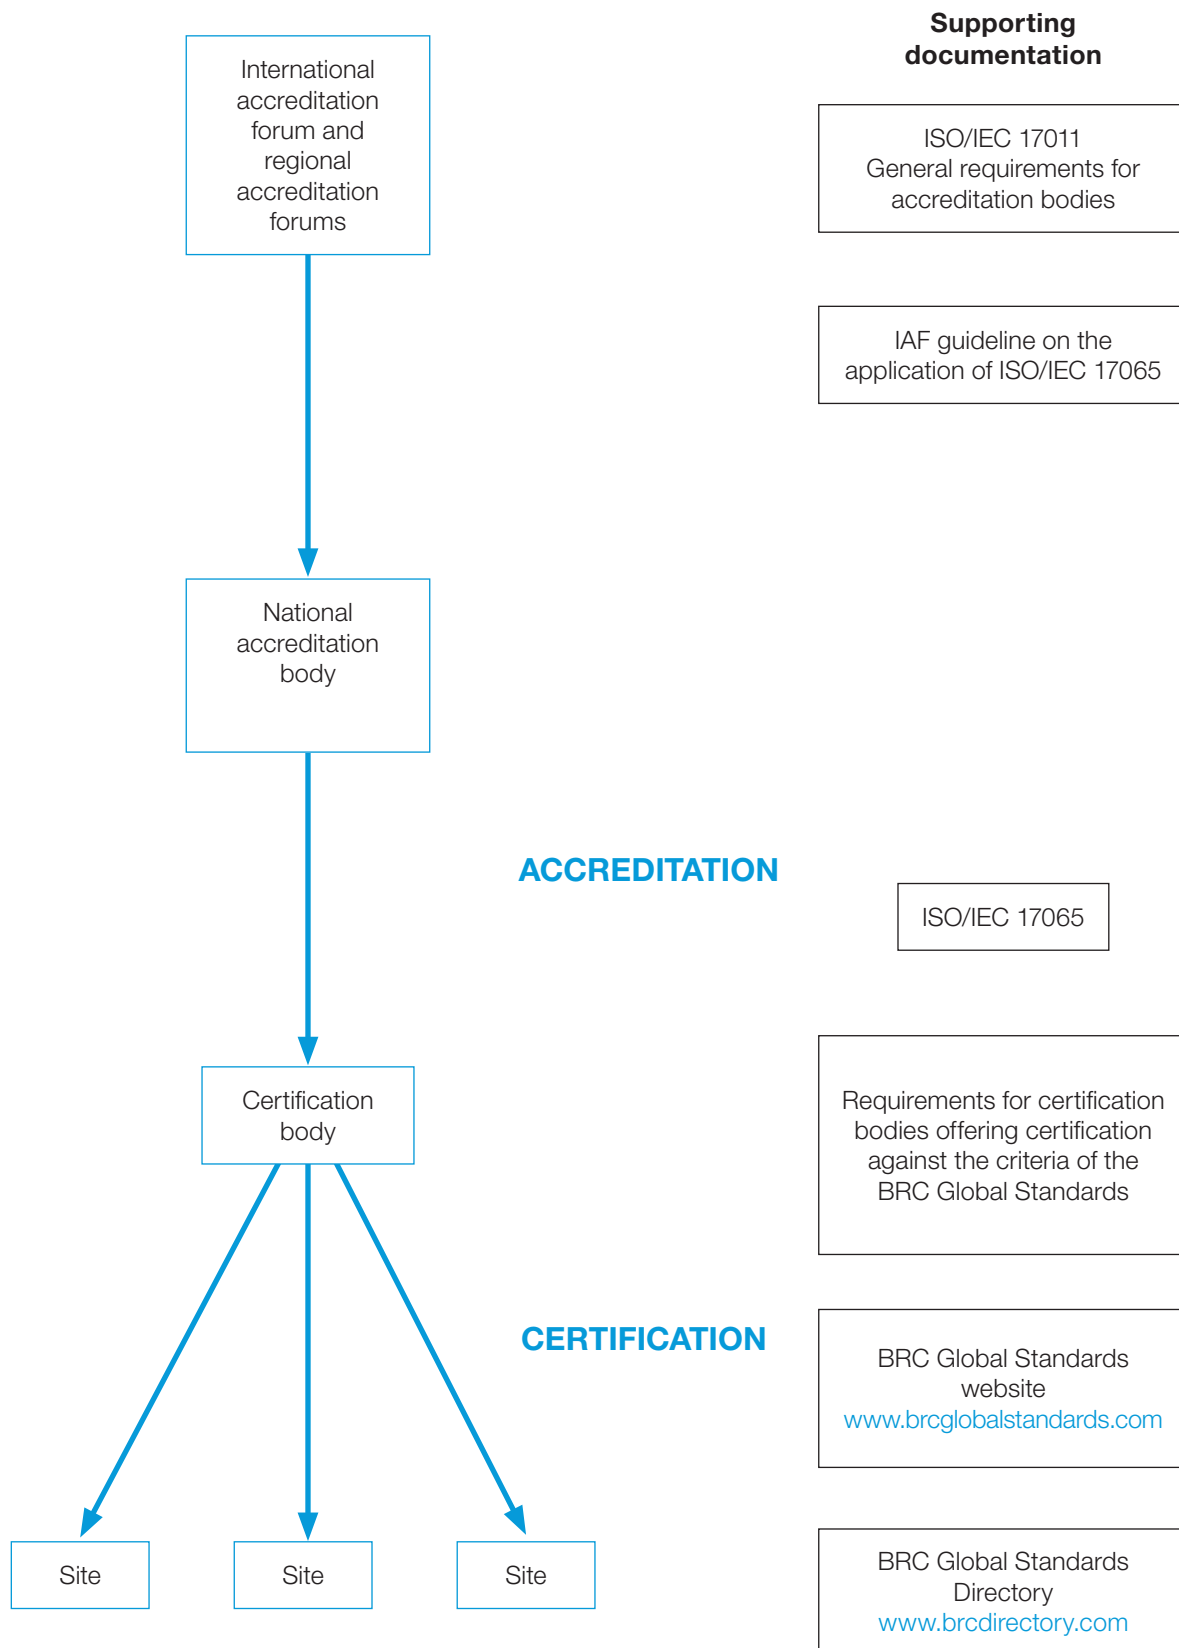 Supporting
documentation
International
accreditation
forum and
regional
accreditation
forums
ISO/IEC 17011
General requirements for
accreditation bodies
IAF guideline on the
application of ISO/IEC 17065
National
accreditation
body
ACCREDITATION
ISO/IEC 17065
Certification
body
Requirements for certification
bodies offering certification
against the criteria of the
BRC Global Standards
CERTIFICATION
BRC Global Standards
website
www.brcglobalstandards.com
Site
Site
Site
BRC Global Standards
Directory
www.brcdirectory.com